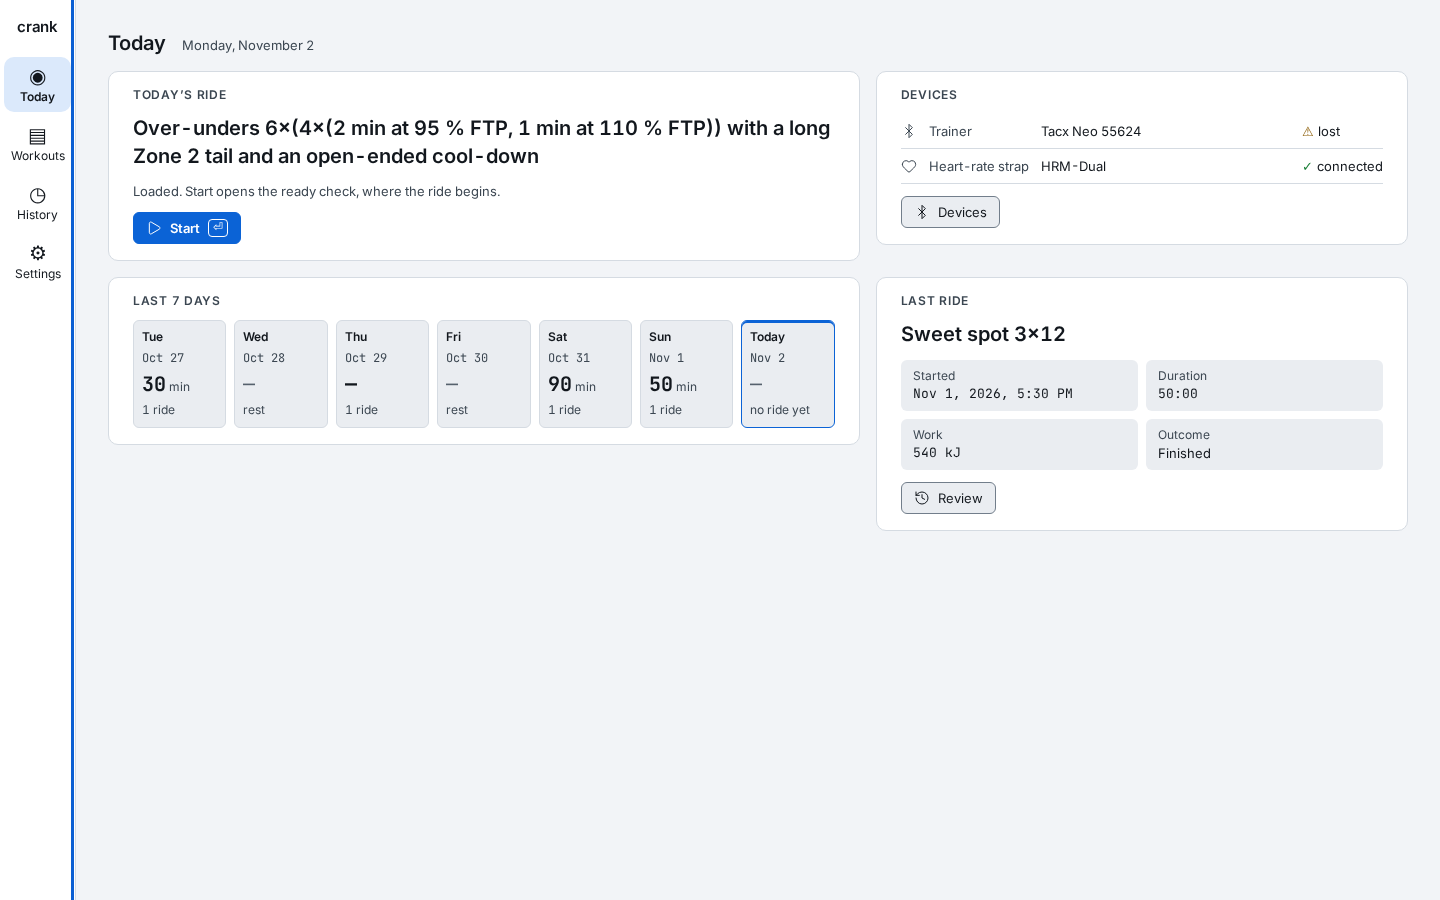 crank
Today
Workouts
History
Settings
Today Monday, November 2
TODAY’S RIDE
Over-unders 6×(4×(2 min at 95 % FTP, 1 min at 110 % FTP)) with a long
Zone 2 tail and an open-ended cool-down
Loaded. Start opens the ready check, where the ride begins.
Start ⏎
DEVICES
Trainer Tacx Neo 55624 ⚠ lost
Heart-rate strap HRM-Dual ✓ connected
Devices
LAST 7 DAYS
Tue Wed Thu Fri Sat Sun Today
Oct 27 Oct 28 Oct 29 Oct 30 Oct 31 Nov 1 Nov 2
30 min — — — 90 min 50 min —
1 ride rest 1 ride rest 1 ride 1 ride no ride yet
LAST RIDE
Sweet spot 3×12
Started Duration
Nov 1, 2026, 5:30 PM 50:00
Work Outcome
540 kJ Finished
Review